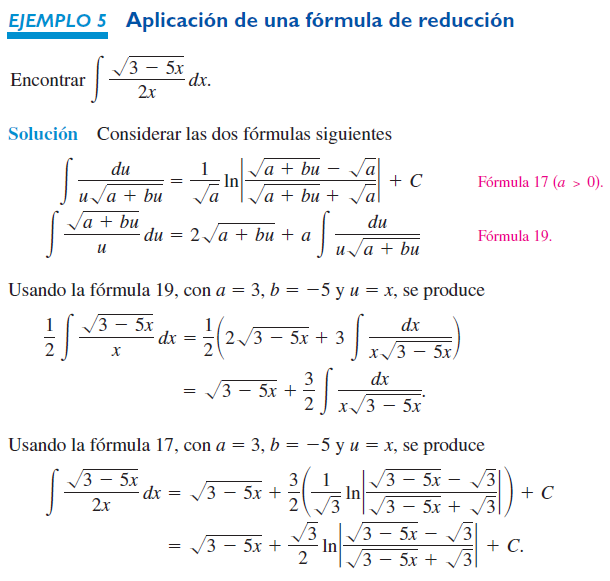 EJEMPLO 5 Aplicación de una fórmula de reducción
Encontrar ∫ √(3 − 5x) / 2x dx.
Solución Considerar las dos fórmulas siguientes
∫ du / (u√(a + bu)) = 1/√a ln|(√(a + bu) − √a) / (√(a + bu) + √a)| + C Fórmula 17 (a > 0).
∫ √(a + bu) / u du = 2√(a + bu) + a ∫ du / (u√(a + bu)) Fórmula 19.
Usando la fórmula 19, con a = 3, b = −5 y u = x, se produce
1/2 ∫ √(3 − 5x) / x dx = 1/2 (2√(3 − 5x) + 3 ∫ dx / (x√(3 − 5x)))
= √(3 − 5x) + 3/2 ∫ dx / (x√(3 − 5x)).
Usando la fórmula 17, con a = 3, b = −5 y u = x, se produce
∫ √(3 − 5x) / 2x dx = √(3 − 5x) + 3/2 (1/√3 ln|(√(3 − 5x) − √3) / (√(3 − 5x) + √3)|) + C
= √(3 − 5x) + √3/2 ln|(√(3 − 5x) − √3) / (√(3 − 5x) + √3)| + C.